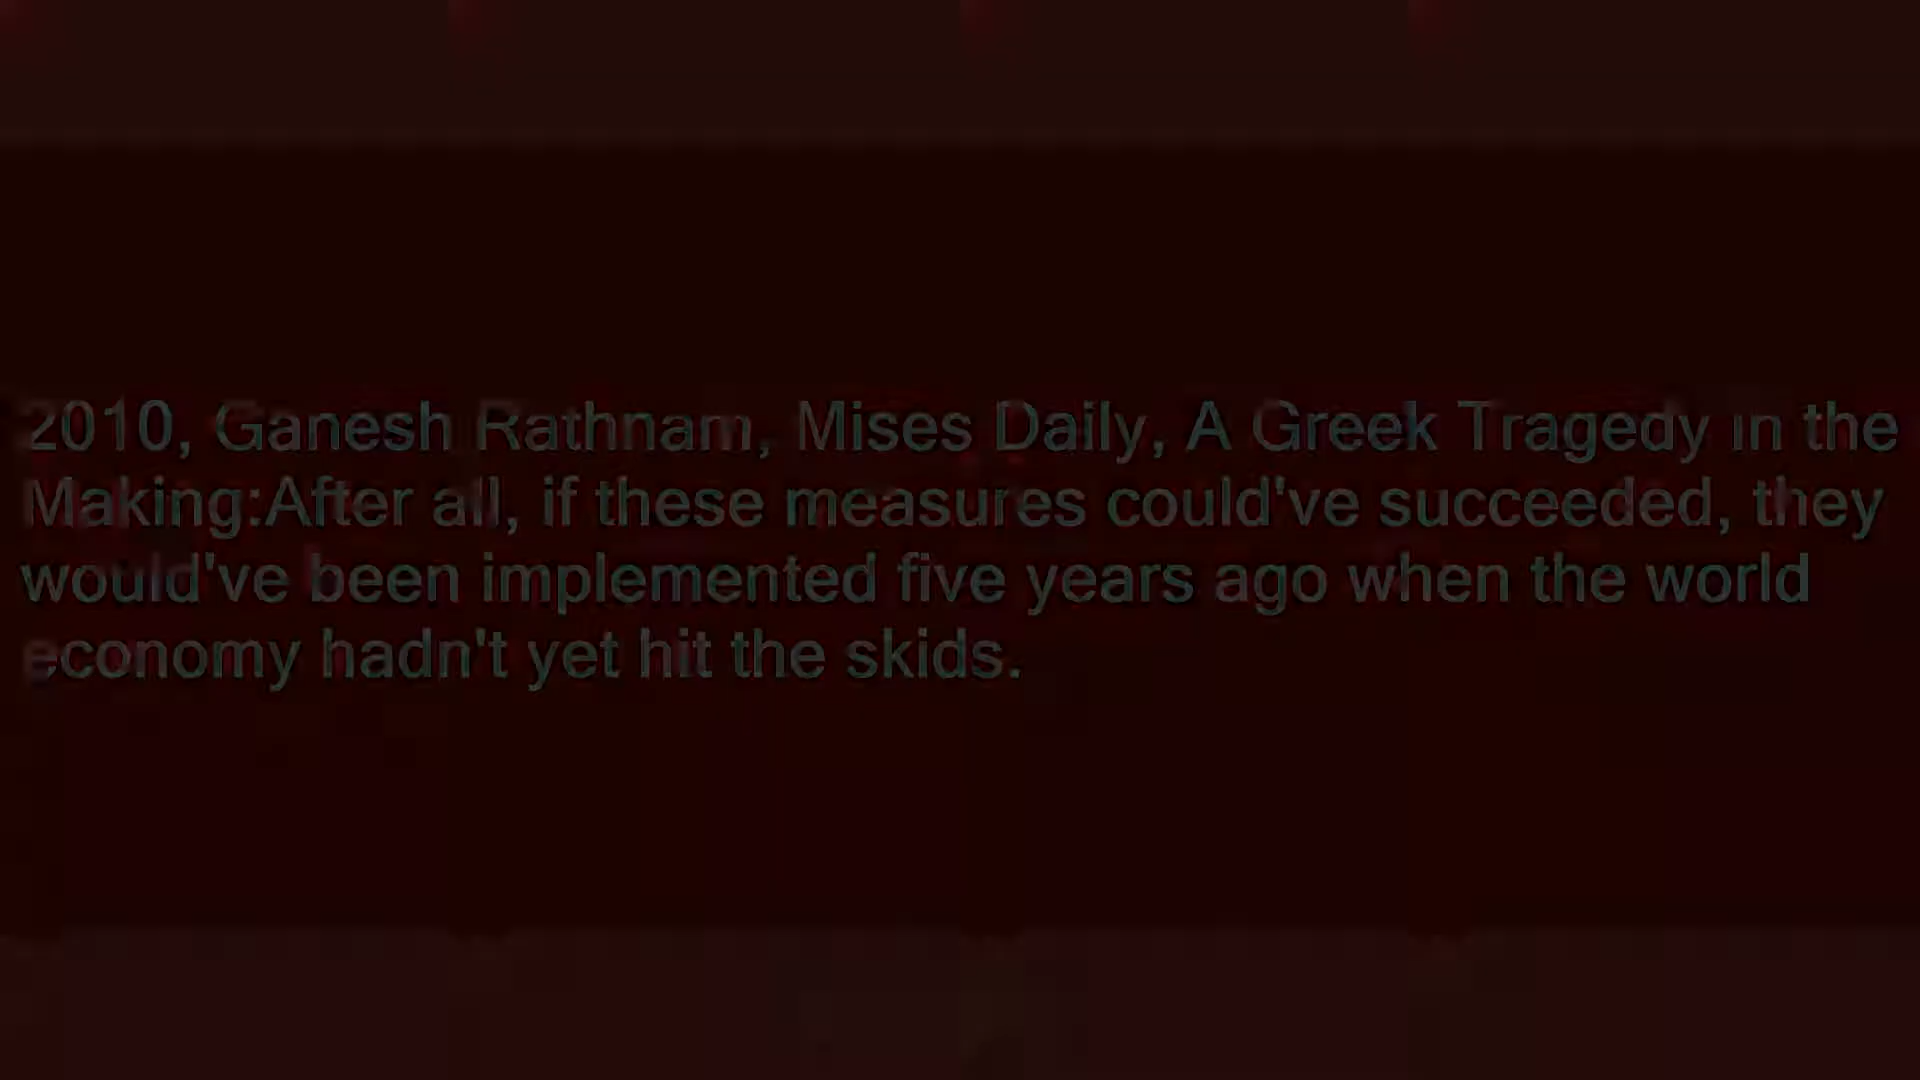 2010, Ganesh Rathnam, Mises Daily, A Greek Tragedy in the
Making:After all, if these measures could've succeeded, they
would've been implemented five years ago when the world
economy hadn't yet hit the skids.